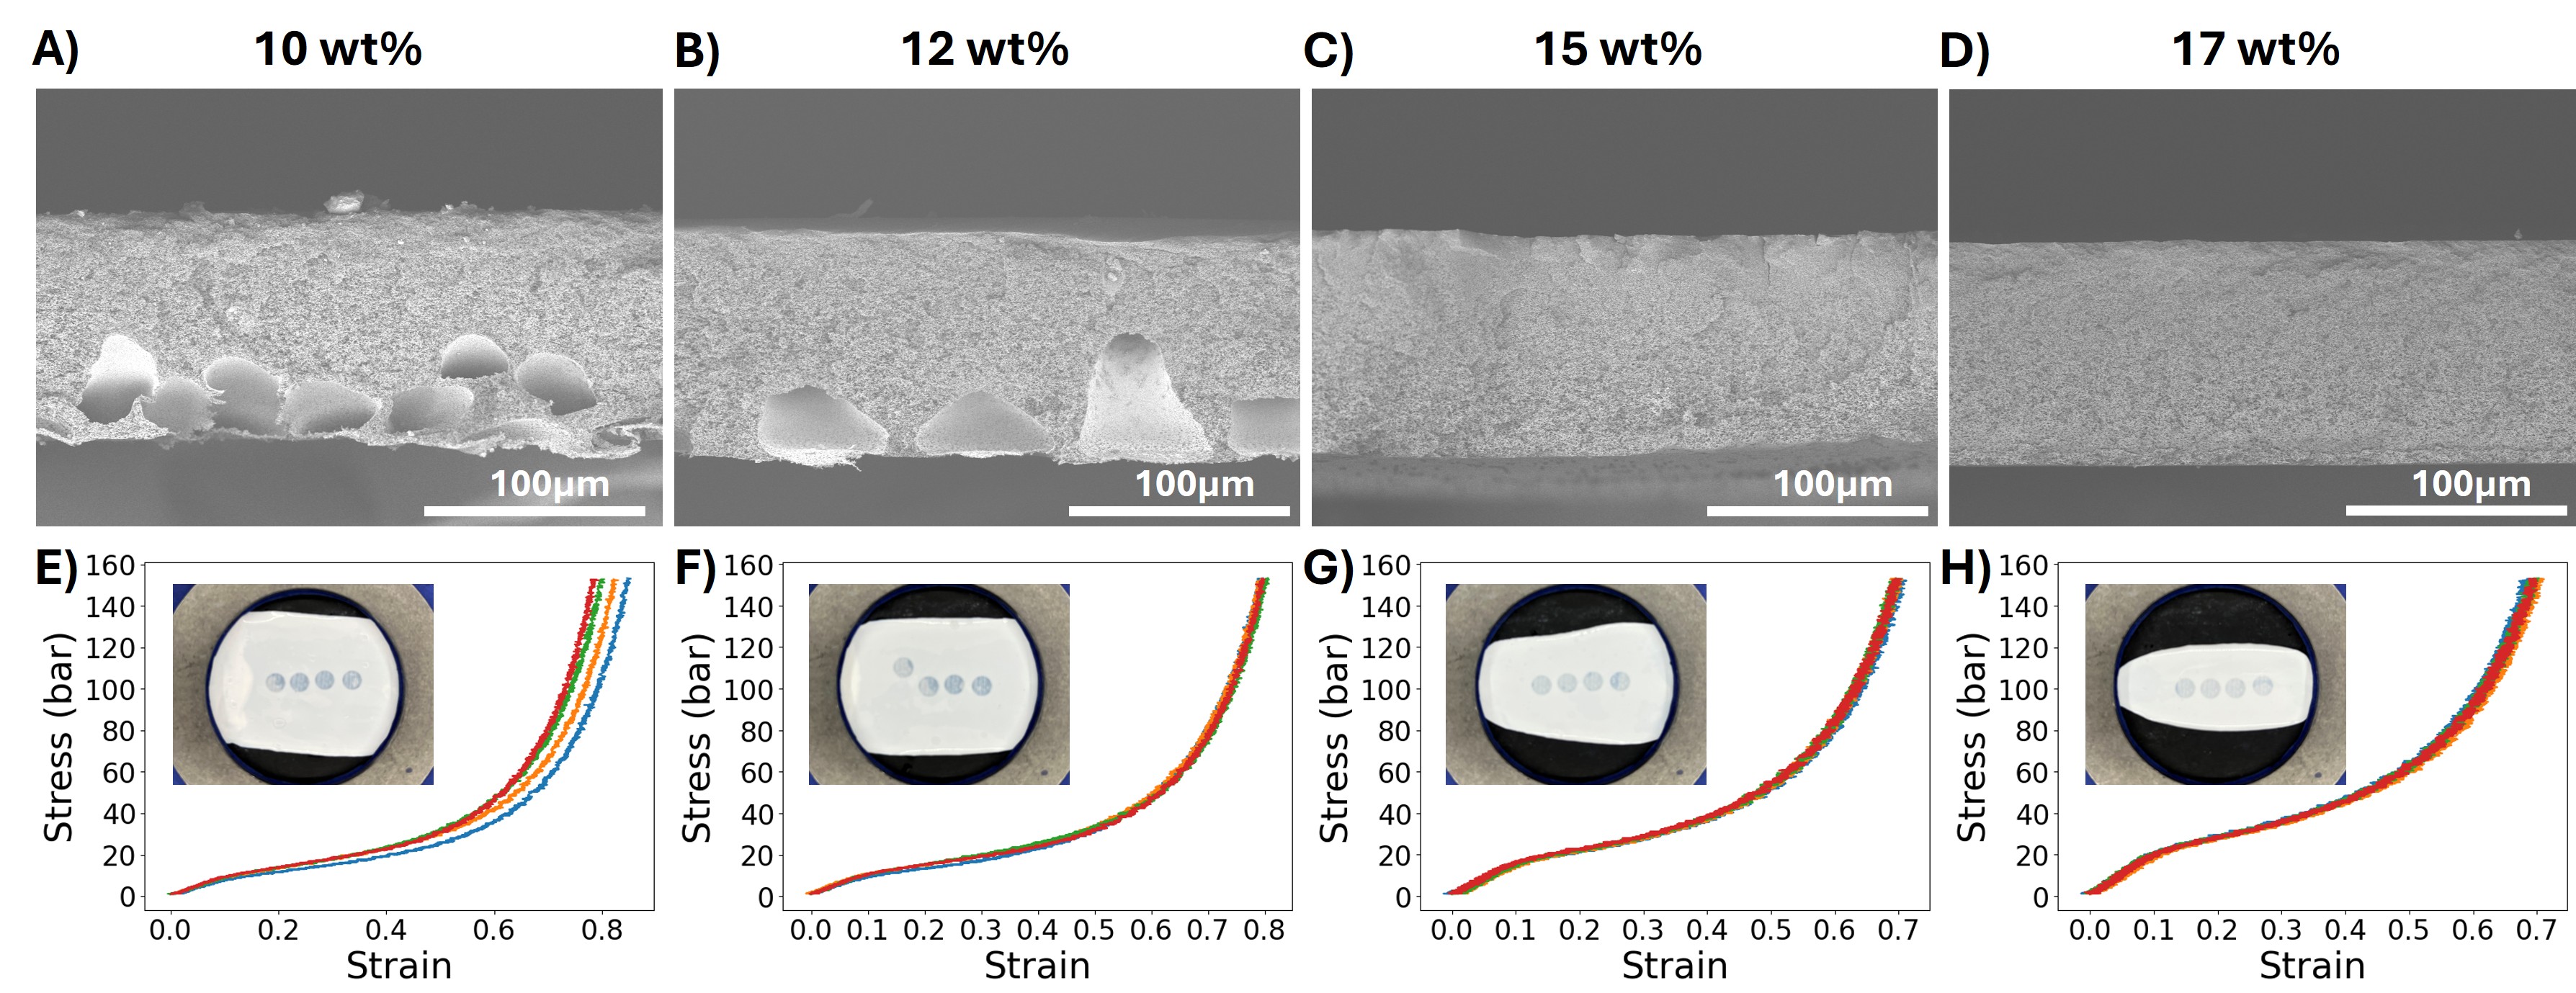 A) 10 wt% B) 12 wt% C) 15 wt% D) 17 wt%
100µm 100µm 100µm 100µm
E) F) G) H)
160 160 160 160
140 140 140 140
120 120 120 120
100 100 100 100
80 80 80 80
60 60 60 60
40 40 40 40
20 20 20 20
0 0 0 0
Stress (bar) Stress (bar) Stress (bar) Stress (bar)
0.0 0.2 0.4 0.6 0.8 0.0 0.1 0.2 0.3 0.4 0.5 0.6 0.7 0.8 0.0 0.1 0.2 0.3 0.4 0.5 0.6 0.7 0.0 0.1 0.2 0.3 0.4 0.5 0.6 0.7
Strain Strain Strain Strain